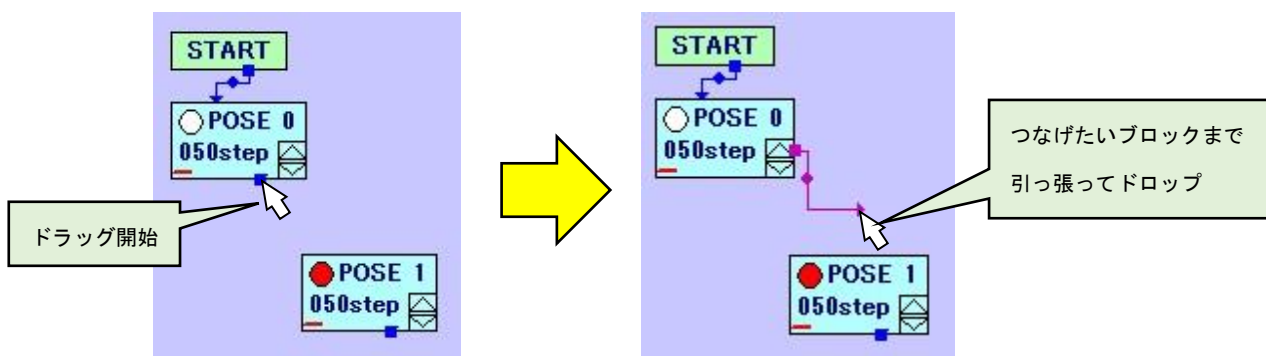 START
POSE 0
050step
ドラッグ開始
POSE 1
050step
START
POSE 0
050step
つなげたいブロックまで
引っ張ってドロップ
POSE 1
050step